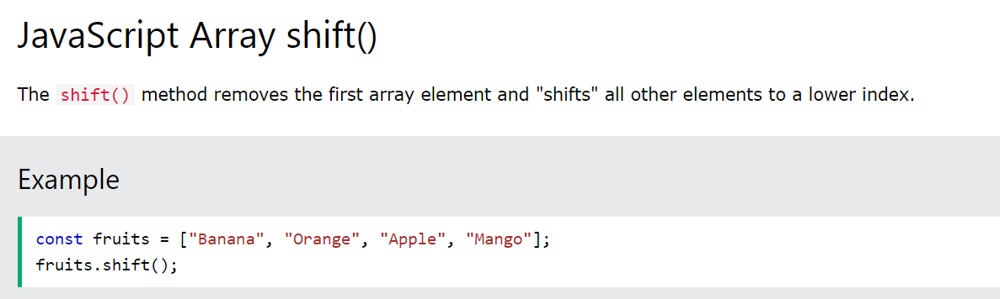 JavaScript Array shift()
The shift() method removes the first array element and "shifts" all other elements to a lower index.
Example
const fruits = ["Banana", "Orange", "Apple", "Mango"];
fruits.shift();